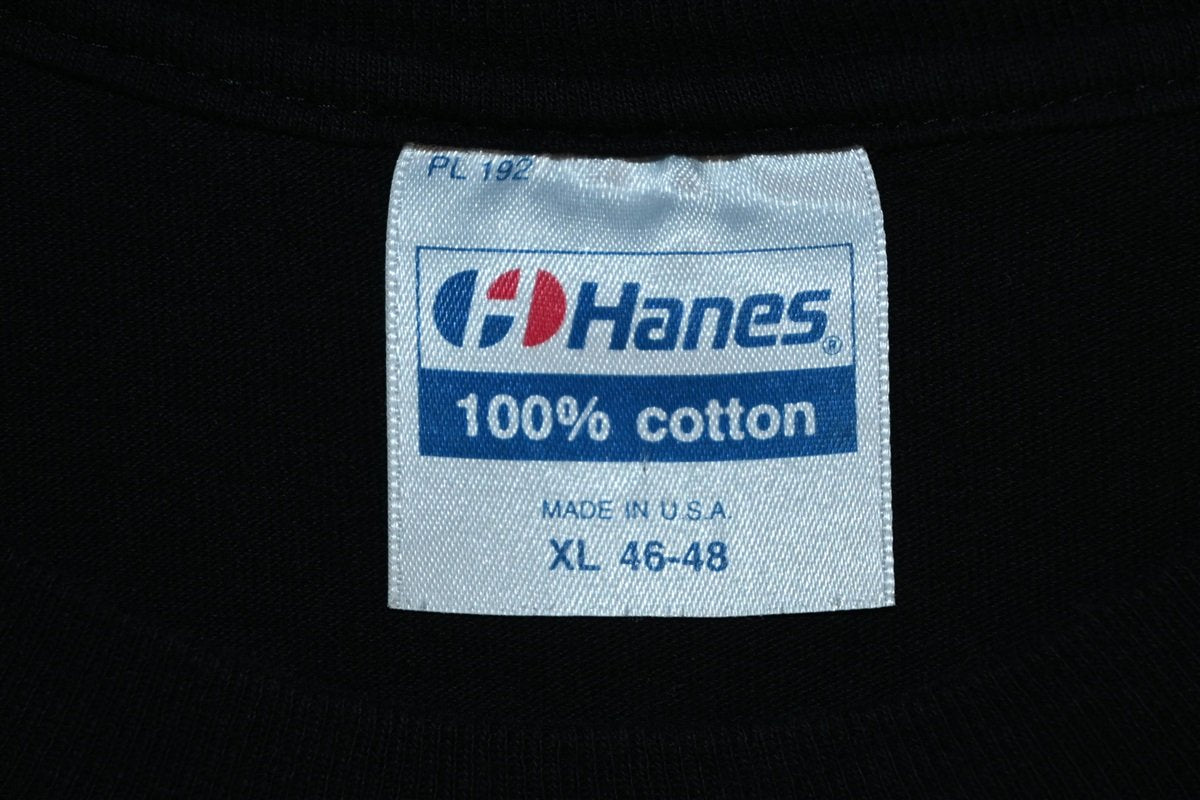 PL 192
Hanes®
100% cotton
MADE IN U.S.A.
XL 46-48